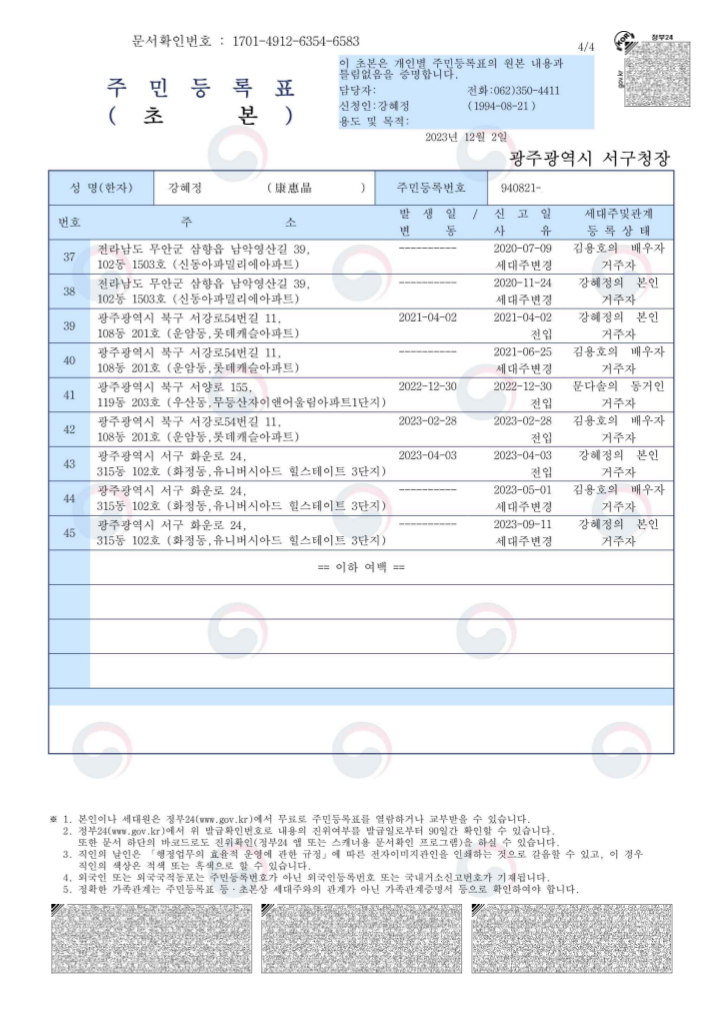 문서확인번호 : 1701-4912-6354-6583
4/4
정부24
주 민 등 록 표
( 초 본 )
이 초본은 개인별 주민등록표의 원본 내용과
틀림없음을 증명합니다.
담당자: 전화:062)350-4411
신청인:강혜정 (1994-08-21 )
용도 및 목적:
2023년 12월 2일
광주광역시 서구청장
성 명(한자) 강혜정 (康惠晶 ) 주민등록번호 940821-
번호 주 소 발 생 일 / 신 고 일 세대주및관계
변 동 사 유 등 록 상 태
37 전라남도 무안군 삼향읍 남악영산길 39, ---------- 2020-07-09 김용호의 배우자
102동 1503호 (신동아파밀리에아파트) 세대주변경 거주자
38 전라남도 무안군 삼향읍 남악영산길 39, ---------- 2020-11-24 강혜정의 본인
102동 1503호 (신동아파밀리에아파트) 세대주변경 거주자
39 광주광역시 북구 서강로54번길 11, 2021-04-02 2021-04-02 강혜정의 본인
108동 201호 (운암동,롯데캐슬아파트) 전입 거주자
40 광주광역시 북구 서강로54번길 11, ---------- 2021-06-25 김용호의 배우자
108동 201호 (운암동,롯데캐슬아파트) 세대주변경 거주자
41 광주광역시 북구 서양로 155, 2022-12-30 2022-12-30 문다솔의 동거인
119동 203호 (우산동,무등산자이앤어울림아파트1단지) 전입 거주자
42 광주광역시 북구 서강로54번길 11, 2023-02-28 2023-02-28 김용호의 배우자
108동 201호 (운암동,롯데캐슬아파트) 전입 거주자
43 광주광역시 서구 화운로 24, 2023-04-03 2023-04-03 강혜정의 본인
315동 102호 (화정동,유니버시아드 힐스테이트 3단지) 전입 거주자
44 광주광역시 서구 화운로 24, ---------- 2023-05-01 김용호의 배우자
315동 102호 (화정동,유니버시아드 힐스테이트 3단지) 세대주변경 거주자
45 광주광역시 서구 화운로 24, ---------- 2023-09-11 강혜정의 본인
315동 102호 (화정동,유니버시아드 힐스테이트 3단지) 세대주변경 거주자
== 이하 여백 ==
※ 1. 본인이나 세대원은 정부24(www.gov.kr)에서 무료로 주민등록표를 열람하거나 교부받을 수 있습니다.
2. 정부24(www.gov.kr)에서 위 발급확인번호로 내용의 진위여부를 발급일로부터 90일간 확인할 수 있습니다.
또한 문서 하단의 바코드로도 진위확인(정부24 앱 또는 스캐너용 문서확인 프로그램)을 하실 수 있습니다.
3. 직인의 날인은 「행정업무의 효율적 운영에 관한 규정」에 따른 전자이미지관인을 인쇄하는 것으로 갈음할 수 있고, 이 경우
직인의 색상은 적색 또는 흑색으로 할 수 있습니다.
4. 외국인 또는 외국국적동포는 주민등록번호가 아닌 외국인등록번호 또는 국내거소신고번호가 기재됩니다.
5. 정확한 가족관계는 주민등록표 등·초본상 세대주와의 관계가 아닌 가족관계증명서 등으로 확인하여야 합니다.